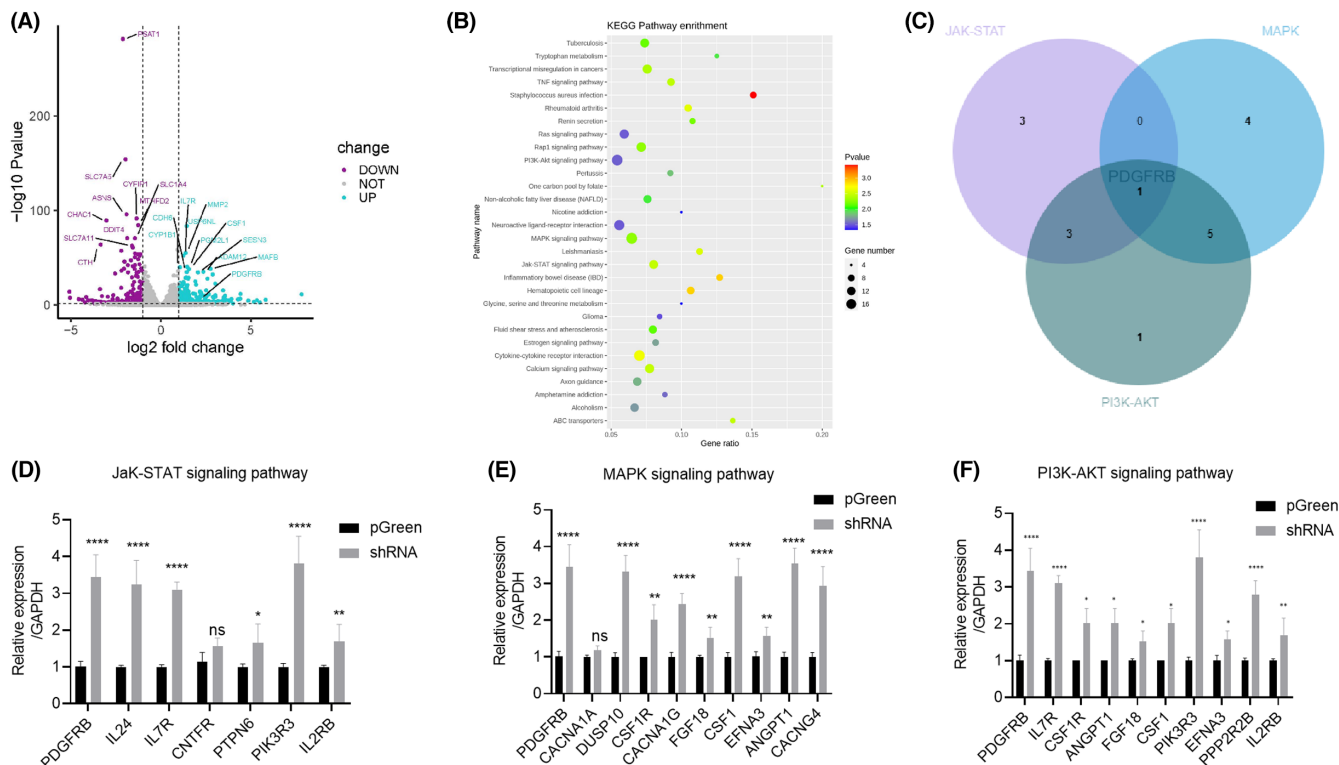 (A)
−log10 Pvalue
200
100
0
−5
0
5
log2 fold change
PSAT1
SLC7A5
CYFIP1
SLC1A4
ASNS
MTHFD2
CHAC1
DDIT4
SLC7A11
CTH
IL7R
MMP2
CDH6
USP6NL
CSF1
CYP1B1
PGM2L1
SESN3
ADAM12
MAFB
PDGFRB
change
DOWN
NOT
UP
(B)
KEGG Pathway enritment
Pathway name
Tuberculosis
Tryptophan metabolism
Transcriptional misregulation in cancers
TNF signaling pathway
Staphylococcus aureus infection
Rheumatoid arthritis
Renin secretion
Ras signaling pathway
Rap1 signaling pathway
PI3K-Akt signaling pathway
Pertussis
One carbon pool by folate
Non-alcoholic fatty liver disease (NAFLD)
Nicotine addiction
Neuroactive ligand-receptor interaction
MAPK signaling pathway
Leishmaniasis
Jak-STAT signaling pathway
Inflammatory bowel disease (IBD)
Hematopoietic cell lineage
Glycine, serine and threonine metabolism
Glioma
Fluid shear stress and atherosclerosis
Estrogen signaling pathway
Cytokine-cytokine receptor interaction
Calcium signaling pathway
Axon guidance
Amphetamine addiction
Alcoholism
ABC transporters
0.05
0.10
0.15
0.20
Gene ratio
Pvalue
0.4
0.3
0.2
0.1
Gene number
4
8
12
16
(C)
JAK-STAT
MAPK
3
0
4
PDGFRB
1
3
5
1
PI3K-AKT
(D)
JaK-STAT signaling pathway
Relative expression
/GAPDH
5
4
3
2
1
0
pGreen
shRNA
****
****
****
ns
*
****
**
PDGFRB
IL24
IL7R
CNTFR
PTPN6
PIK3R3
IL2RB
(E)
MAPK signaling pathway
Relative expression
/GAPDH
5
4
3
2
1
0
pGreen
shRNA
****
ns
****
**
****
**
****
**
****
****
PDGFRB
CACNA1A
DUSP10
CSF1R
CACNA1G
FGF18
CSF1
EFNA3
ANGPT1
CACNG4
(F)
PI3K-AKT signaling pathway
Relative expression
/GAPDH
5
4
3
2
1
0
pGreen
shRNA
****
****
*
*
*
*
****
*
****
**
PDGFRB
IL7R
CSF1R
ANGPT1
FGF18
CSF1
PIK3R3
EFNA3
PPP2R2B
IL2RB